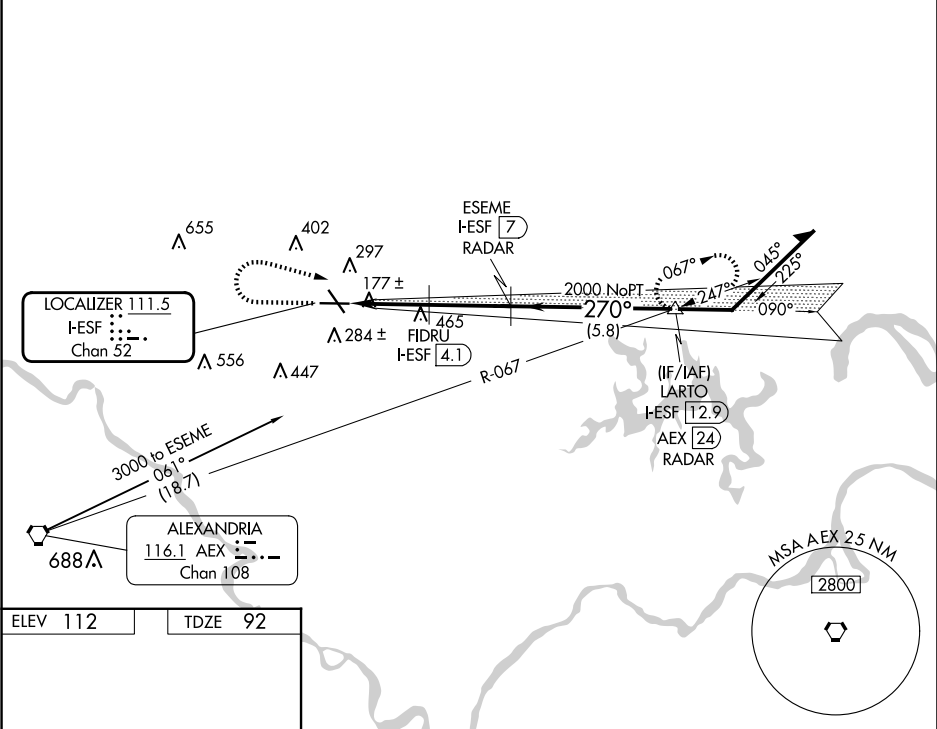 655
402
297
177 ±
284 ±
465
556
447
LOCALIZER 111.5
I-ESF
Chan 52
ESEME
I-ESF 7
RADAR
FIDRU
I-ESF 4.1
2000 NoPT
270°
(5.8)
067°
247°
045°
225°
090°
(IF/IAF)
LARTO
I-ESF 12.9
AEX 24
RADAR
R-067
3000 to ESEME
061°
(18.7)
688
ALEXANDRIA
116.1 AEX
Chan 108
MSA AEX 25 NM
2800
ELEV 112
TDZE 92